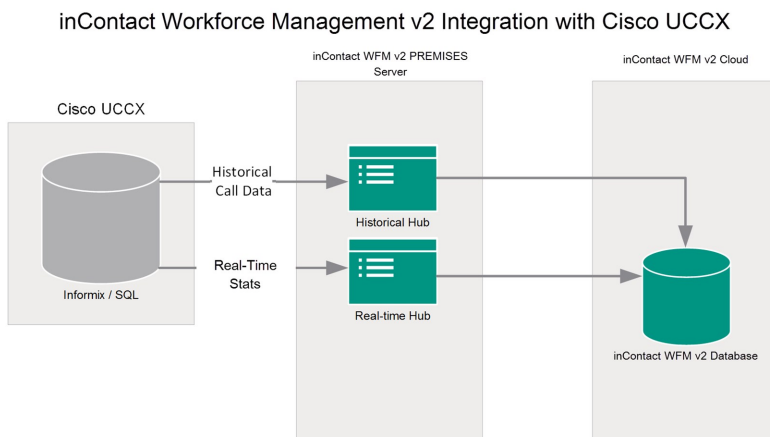 inContact Workforce Management v2 Integration with Cisco UCCX
inContact WFM v2 PREMISES
Server
inContact WFM v2 Cloud
Cisco UCCX
Historical
Call Data
Historical Hub
Real-Time
Stats
Informix / SQL
Real-time Hub
inContact WFM v2 Database